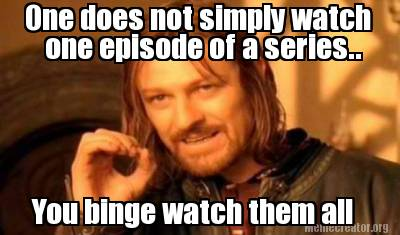 One does not simply watch
one episode of a series..
You binge watch them all
memecreator.org